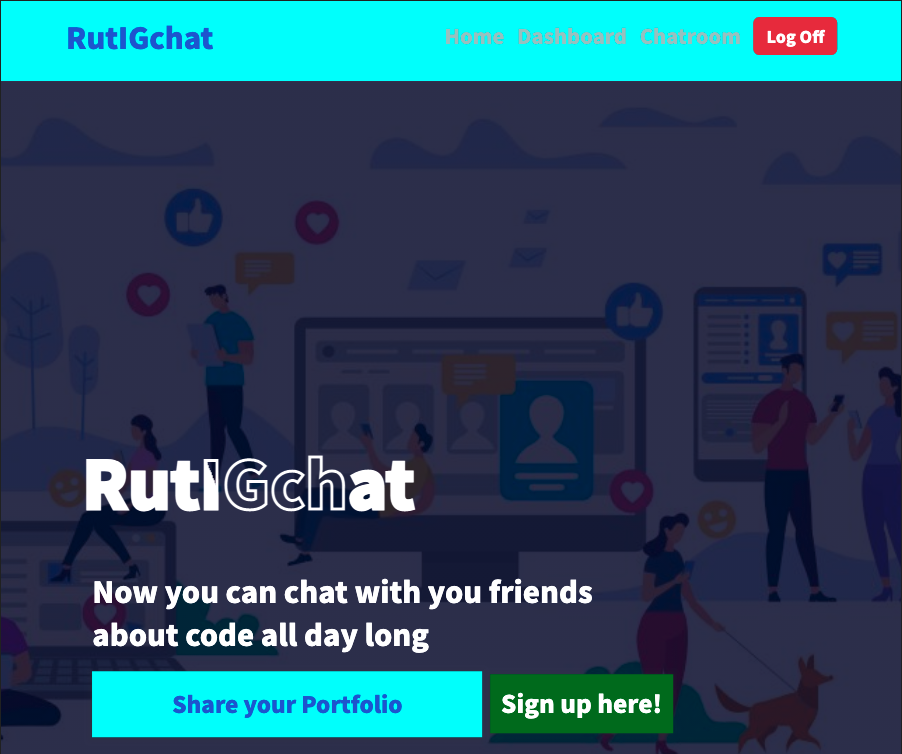 RutIGchat
Home Dashboard Chatroom Log Off
RutIGchat
Now you can chat with you friends
about code all day long
Share your Portfolio
Sign up here!